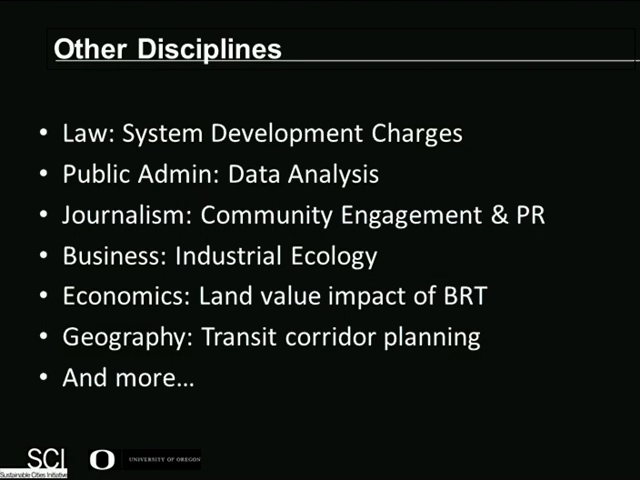 Other Disciplines
• Law: System Development Charges
• Public Admin: Data Analysis
• Journalism: Community Engagement & PR
• Business: Industrial Ecology
• Economics: Land value impact of BRT
• Geography: Transit corridor planning
• And more…
SCI
Sustainable Cities Initiative
O
UNIVERSITY OF OREGON